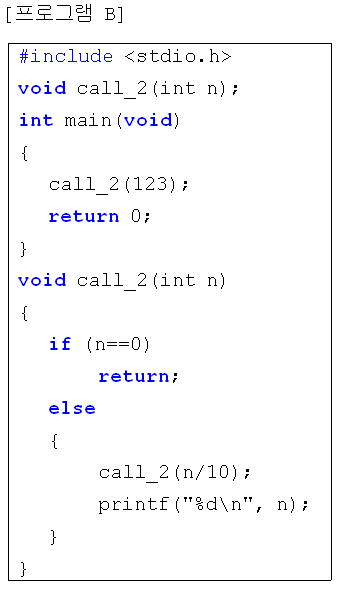 [프로그램 B]
#include <stdio.h>
void call_2(int n);
int main(void)
{
call_2(123);
return 0;
}
void call_2(int n)
{
if (n==0)
return;
else
{
call_2(n/10);
printf("%d\n", n);
}
}